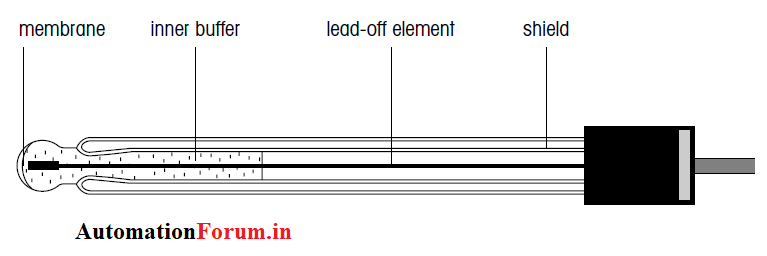 membrane inner buffer lead-off element shield
AutomationForum.in